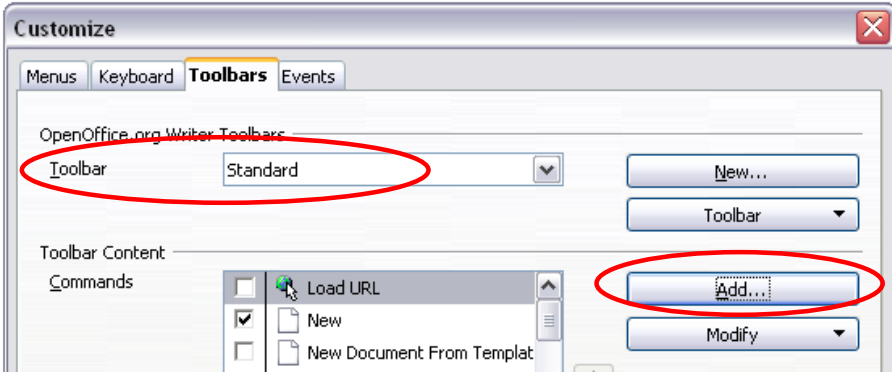 Customize
Menus Keyboard Toolbars Events
OpenOffice.org Writer Toolbars
Toolbar Standard New...
Toolbar
Toolbar Content
Commands Load URL Add...
New Modify
New Document From Templat